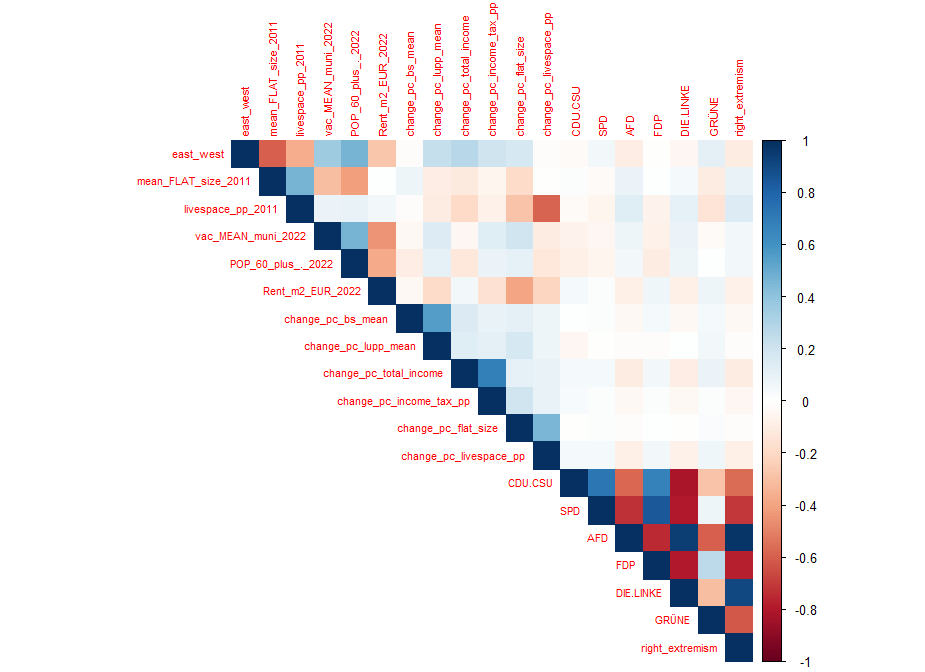 east_west
mean_FLAT_size_2011
livespace_pp_2011
vac_MEAN_muni_2022
POP_60_plus_._2022
Rent_m2_EUR_2022
change_pc_bs_mean
change_pc_lupp_mean
change_pc_total_income
change_pc_income_tax_pp
change_pc_flat_size
change_pc_livespace_pp
CDU.CSU
SPD
AFD
FDP
DIE.LINKE
GRÜNE
right_extremism
east_west
mean_FLAT_size_2011
livespace_pp_2011
vac_MEAN_muni_2022
POP_60_plus_._2022
Rent_m2_EUR_2022
change_pc_bs_mean
change_pc_lupp_mean
change_pc_total_income
change_pc_income_tax_pp
change_pc_flat_size
change_pc_livespace_pp
CDU.CSU
SPD
AFD
FDP
DIE.LINKE
GRÜNE
right_extremism
1
0.8
0.6
0.4
0.2
0
-0.2
-0.4
-0.6
-0.8
-1